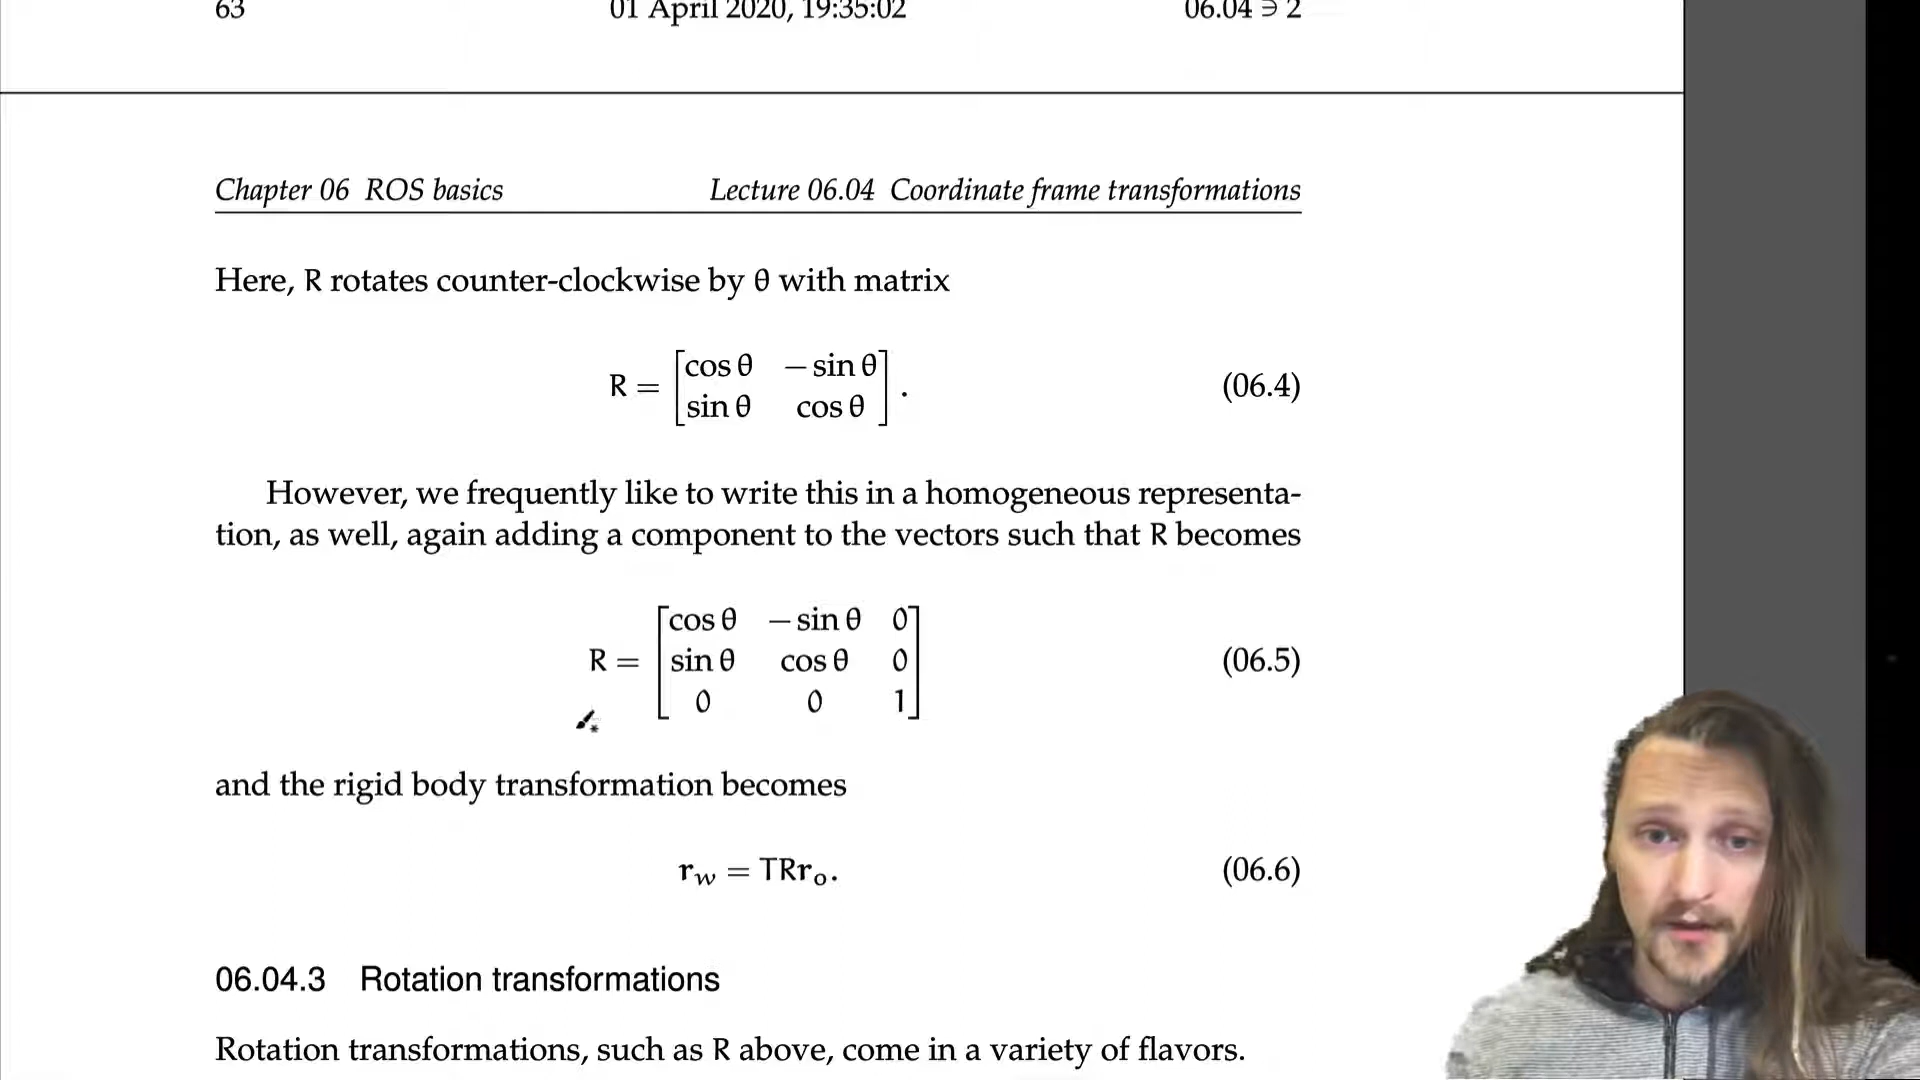 63 01 April 2020, 19:35:02 06.04 ∋ 2
Chapter 06 ROS basics Lecture 06.04 Coordinate frame transformations
Here, R rotates counter-clockwise by θ with matrix
R = [cos θ − sin θ
sin θ cos θ] . (06.4)
However, we frequently like to write this in a homogeneous representa-
tion, as well, again adding a component to the vectors such that R becomes
R = [cos θ − sin θ 0
sin θ cos θ 0
0 0 1] (06.5)
and the rigid body transformation becomes
r_w = TRr_o. (06.6)
06.04.3 Rotation transformations
Rotation transformations, such as R above, come in a variety of flavors.